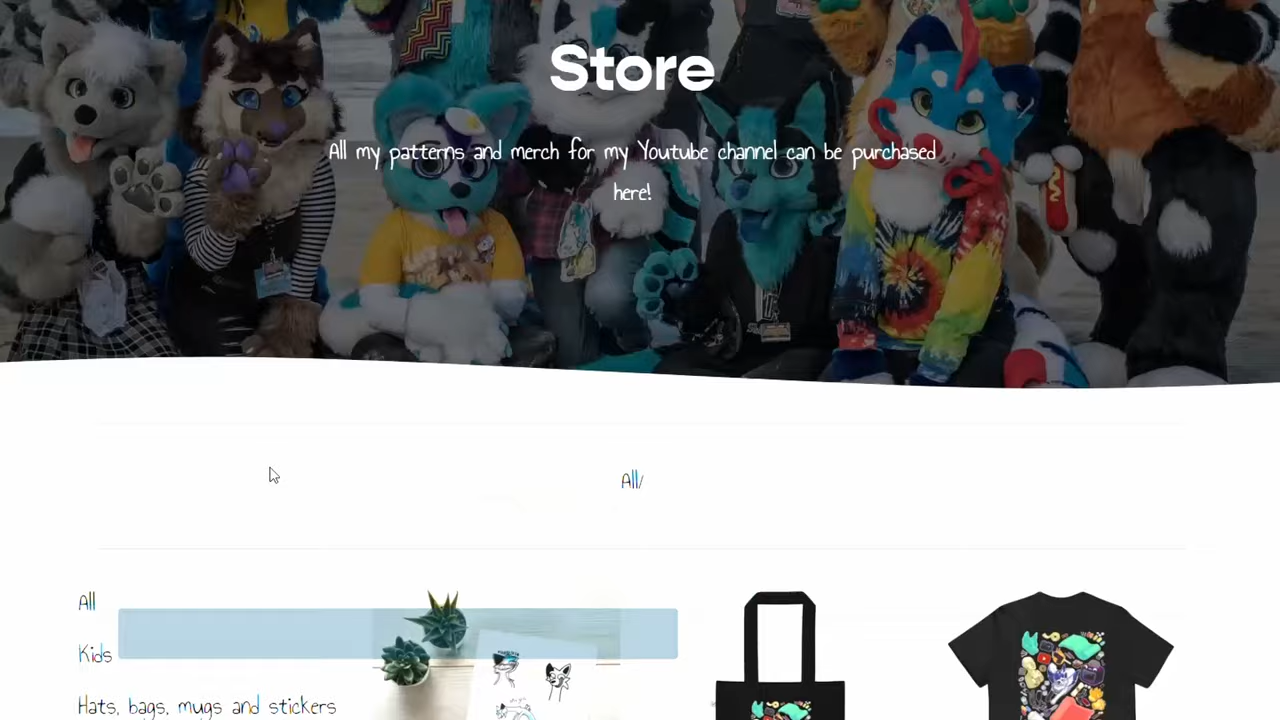 Store
All my patterns and merch for my Youtube channel can be purchased
here!
All/
All
Kids
Hats, bags, mugs and stickers